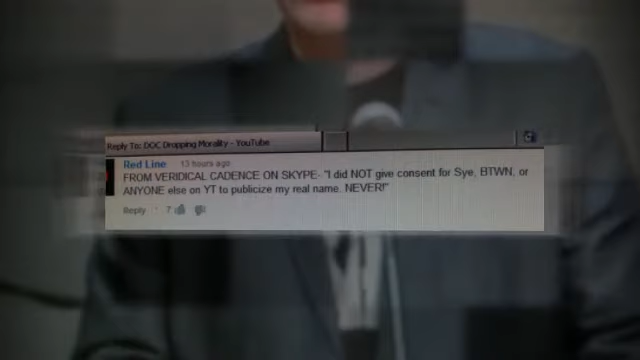 Reply To: DOC Dropping Morality - YouTube
Red Line 13 hours ago
FROM VERIDICAL CADENCE ON SKYPE- "I did NOT give consent for Sye, BTWN, or
ANYONE else on YT to publicize my real name. NEVER!"
Reply · 7